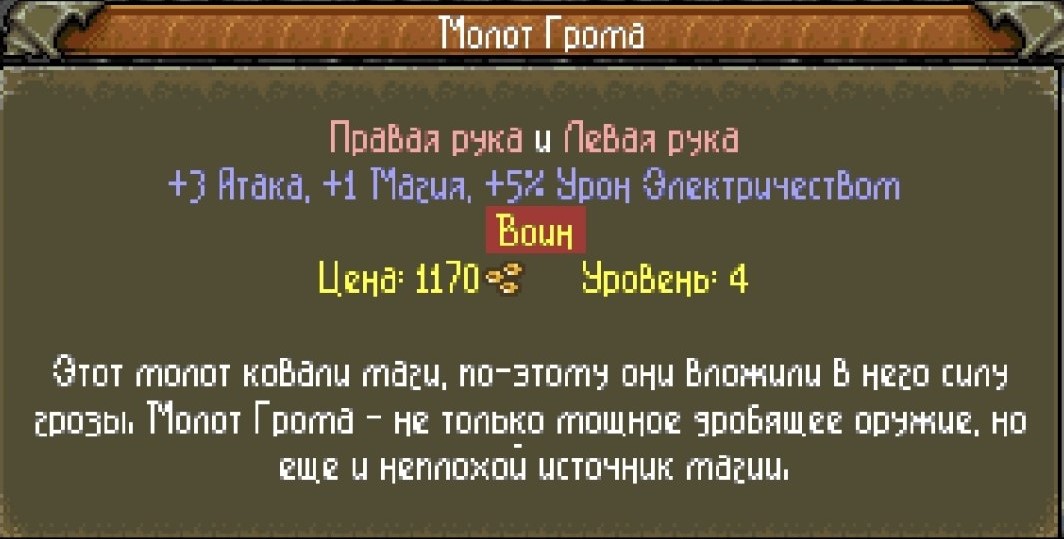 Молот Грома
Правая рука и Левая рука
+3 Атака, +1 Магия, +5% Урон Электричеством
Воин
Цена: 1170 Уровень: 4
Этот молот ковали маги, по-этому они вложили в него силу
грозы. Молот Грома - не только мощное дробящее оружие, но
еще и неплохой источник магии.